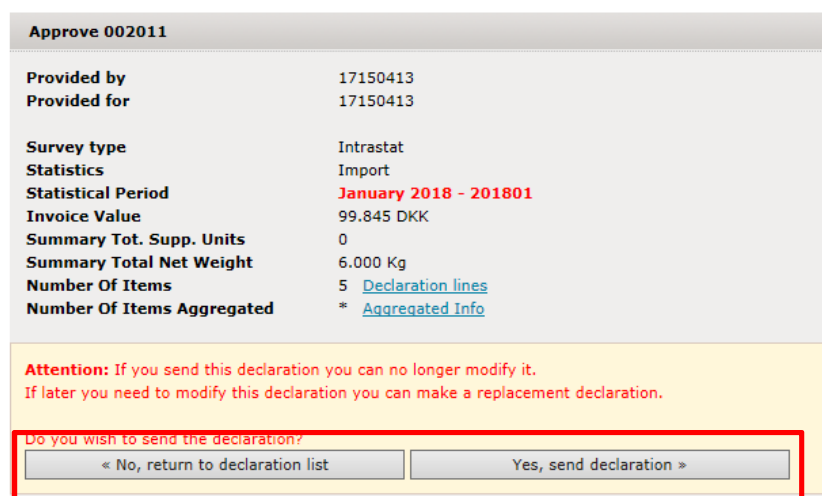 Approve 002011
Provided by 17150413
Provided for 17150413
Survey type Intrastat
Statistics Import
Statistical Period January 2018 - 201801
Invoice Value 99.845 DKK
Summary Tot. Supp. Units 0
Summary Total Net Weight 6.000 Kg
Number Of Items 5 Declaration lines
Number Of Items Aggregated * Aggregated Info
Attention: If you send this declaration you can no longer modify it.
If later you need to modify this declaration you can make a replacement declaration.
Do you wish to send the declaration?
« No, return to declaration list Yes, send declaration »